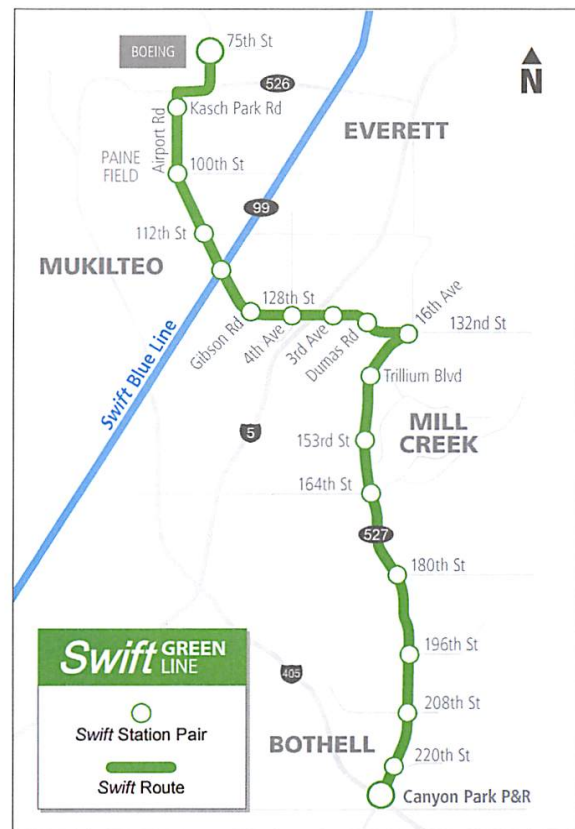 75th St
BOEING
526
N
Kasch Park Rd
EVERETT
Airport Rd
PAINE
FIELD
100th St
99
112th St
MUKILTEO
128th St
16th Ave
132nd St
Gibson Rd
4th Ave
3rd Ave
Dumas Rd
Trillium Blvd
Swift Blue Line
MILL
CREEK
5
153rd St
164th St
527
180th St
Swift GREEN
LINE
196th St
405
Swift Station Pair
208th St
BOTHELL
220th St
Swift Route
Canyon Park P&R